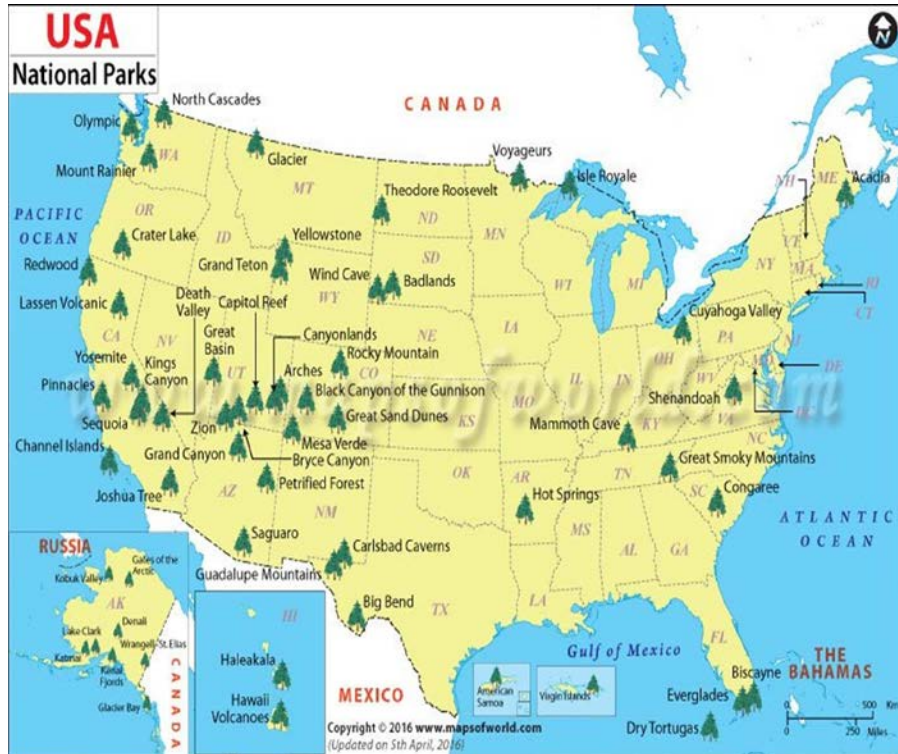 USA
National Parks
N
CANADA
North Cascades
Olympic
WA
Mount Rainier
Glacier
MT
Voyageurs
Isle Royale
Theodore Roosevelt
ND
MN
NH
ME
Acadia
PACIFIC
OCEAN
OR
Crater Lake
ID
Yellowstone
Grand Teton
WY
SD
Wind Cave
Badlands
WI
MI
VT
NY
MA
RI
CT
Redwood
Lassen Volcanic
Death
Valley
Capitol Reef
Great
Basin
Canyonlands
CA
NV
UT
NE
IA
Rocky Mountain
CO
Cuyahoga Valley
PA
NJ
OH
MD
DE
Yosemite
Kings
Canyon
Arches
Pinnacles
Black Canyon of the Gunnison
www.mapsofworld.com
IL
IN
WV
Shenandoah
DC
Sequoia
Zion
Great Sand Dunes
KS
MO
KY
VA
Mammoth Cave
Channel Islands
Grand Canyon
Mesa Verde
Bryce Canyon
NC
Joshua Tree
AZ
Petrified Forest
NM
OK
AR
TN
Great Smoky Mountains
Hot Springs
SC
Congaree
MS
AL
GA
ATLANTIC
OCEAN
Saguaro
Carlsbad Caverns
Guadalupe Mountains
Big Bend
TX
LA
FL
RUSSIA
Gates of the
Arctic
Kobuk Valley
AK
Denali
Lake Clark
Wrangell-St. Elias
Katmai
Kenai
Fjords
Glacier Bay
CANADA
HI
Haleakala
Hawaii
Volcanoes
MEXICO
Gulf of Mexico
American
Samoa
Virgin Islands
Biscayne
Everglades
Dry Tortugas
THE
BAHAMAS
0
500 Km
0
250 Miles
Copyright © 2016 www.mapsofworld.com
(Updated on 5th April, 2016)